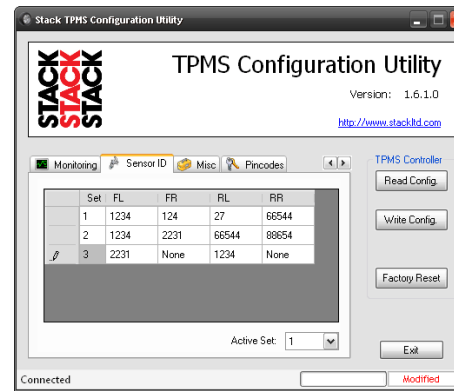 Stack TPMS Configuration Utility
STACK
STACK
STACK
TPMS Configuration Utility
Version: 1.6.1.0
http://www.stackltd.com
Monitoring Sensor ID Misc Pincodes
TPMS Controller
Read Config.
Write Config.
Factory Reset
Set FL FR RL RR
1 1234 124 27 66544
2 1234 2231 66544 88654
3 2231 None 1234 None
Active Set: 1
Exit
Connected
Modified